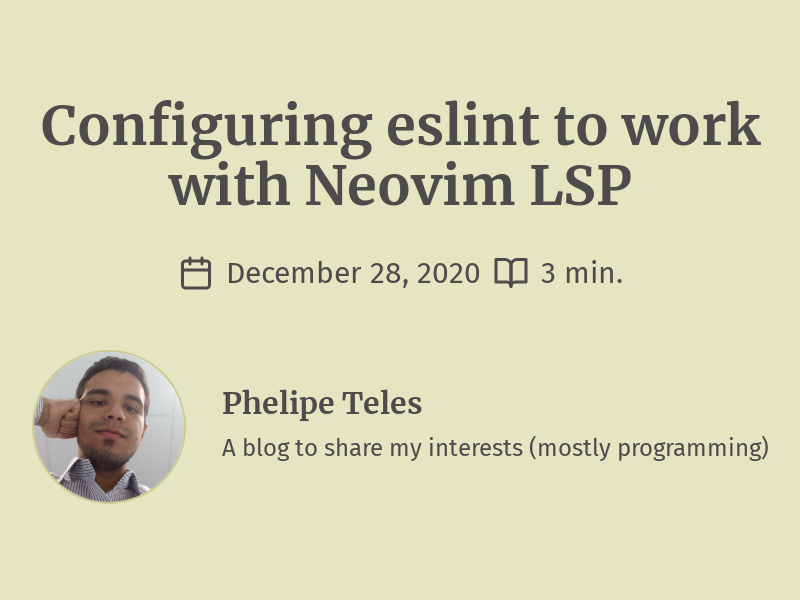 Configuring eslint to work
with Neovim LSP
December 28, 2020 3 min.
Phelipe Teles
A blog to share my interests (mostly programming)